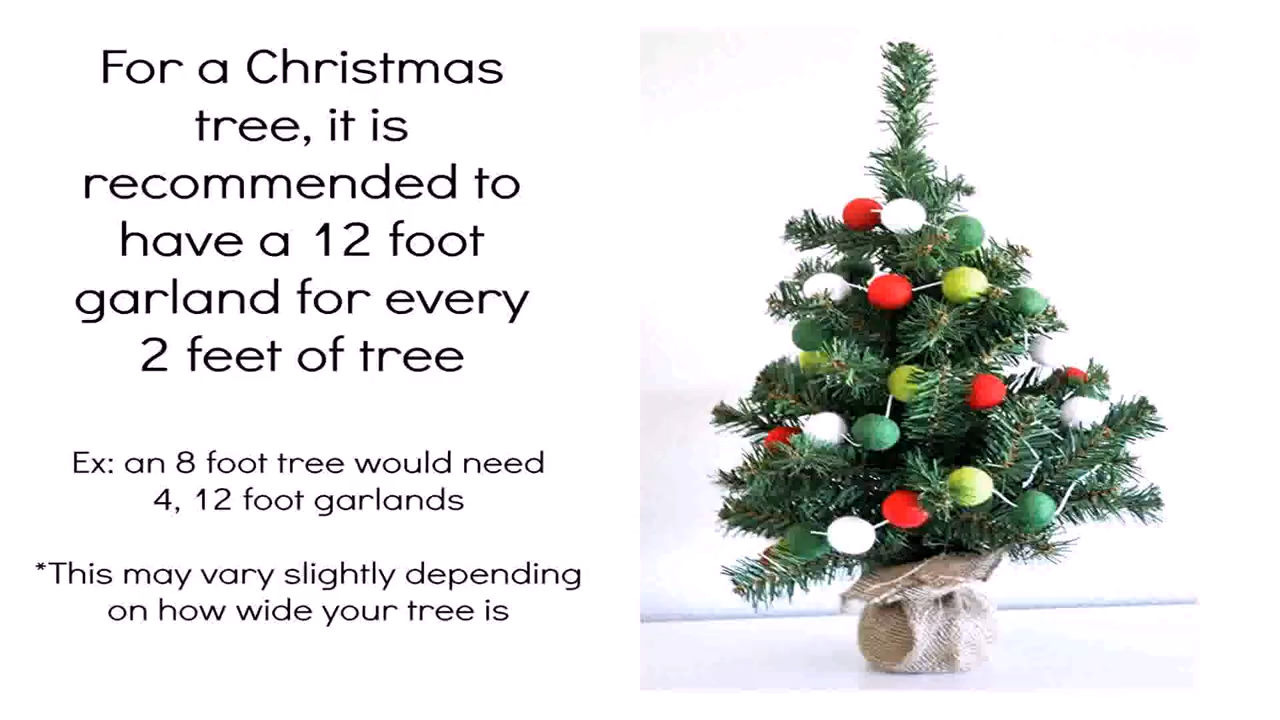 For a Christmas
tree, it is
recommended to
have a 12 foot
garland for every
2 feet of tree
Ex: an 8 foot tree would need
4, 12 foot garlands
*This may vary slightly depending
on how wide your tree is